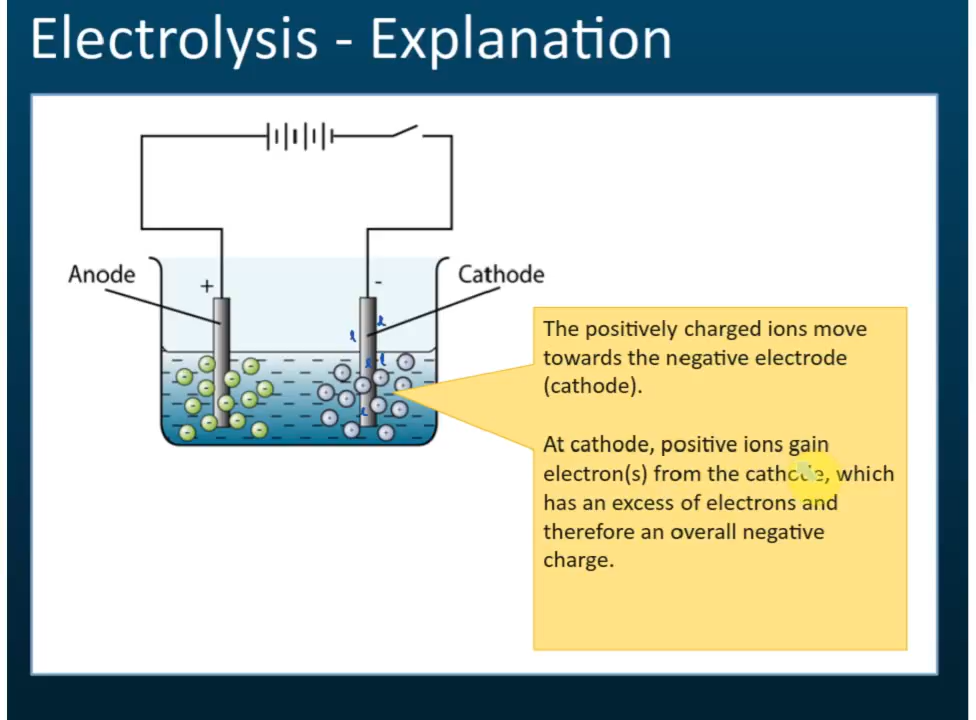 Electrolysis - Explanation
Anode
+
-
Cathode
The positively charged ions move
towards the negative electrode
(cathode).
At cathode, positive ions gain
electron(s) from the cathode, which
has an excess of electrons and
therefore an overall negative
charge.